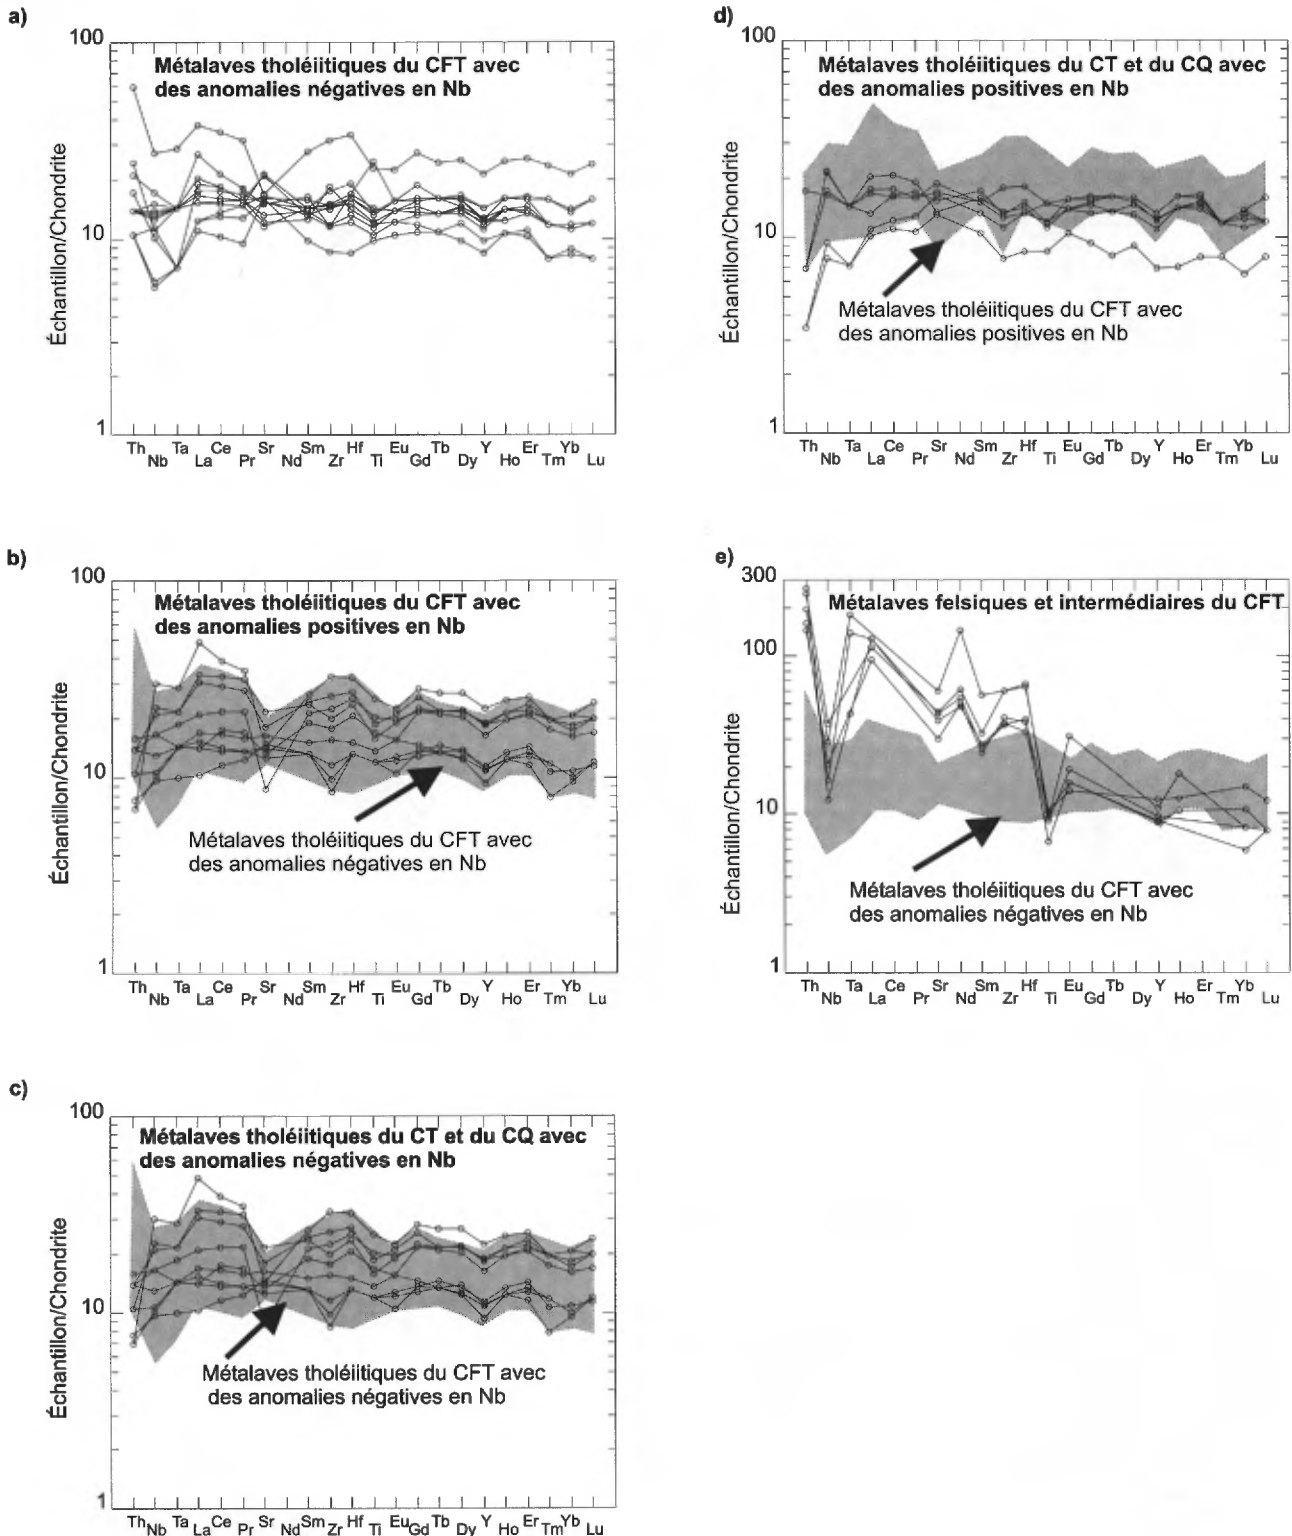 a)
100
Métalaves tholéiitiques du CFT avec
des anomalies négatives en Nb
Échantillon/Chondrite
10
1
Th Nb Ta La Ce Pr Sr Nd Sm Zr Hf Ti Eu Gd Tb Dy Y Ho Er Tm Yb Lu
b)
100
Métalaves tholéiitiques du CFT avec
des anomalies positives en Nb
Échantillon/Chondrite
10
Métalaves tholéiitiques du CFT avec
des anomalies négatives en Nb
1
Th Nb Ta La Ce Pr Sr Nd Sm Zr Hf Ti Eu Gd Tb Dy Y Ho Er Tm Yb Lu
c)
100
Métalaves tholéiitiques du CT et du CQ avec
des anomalies négatives en Nb
Échantillon/Chondrite
10
Métalaves tholéiitiques du CFT avec
des anomalies négatives en Nb
1
Th Nb Ta La Ce Pr Sr Nd Sm Zr Hf Ti Eu Gd Tb Dy Y Ho Er Tm Yb Lu
d)
100
Métalaves tholéiitiques du CT et du CQ avec
des anomalies positives en Nb
Échantillon/Chondrite
10
Métalaves tholéiitiques du CFT avec
des anomalies positives en Nb
1
Th Nb Ta La Ce Pr Sr Nd Sm Zr Hf Ti Eu Gd Tb Dy Y Ho Er Tm Yb Lu
e)
300
Métalaves felsiques et intermédiaires du CFT
100
Échantillon/Chondrite
10
Métalaves tholéiitiques du CFT avec
des anomalies négatives en Nb
1
Th Nb Ta La Ce Pr Sr Nd Sm Zr Hf Ti Eu Gd Tb Dy Y Ho Er Tm Yb Lu